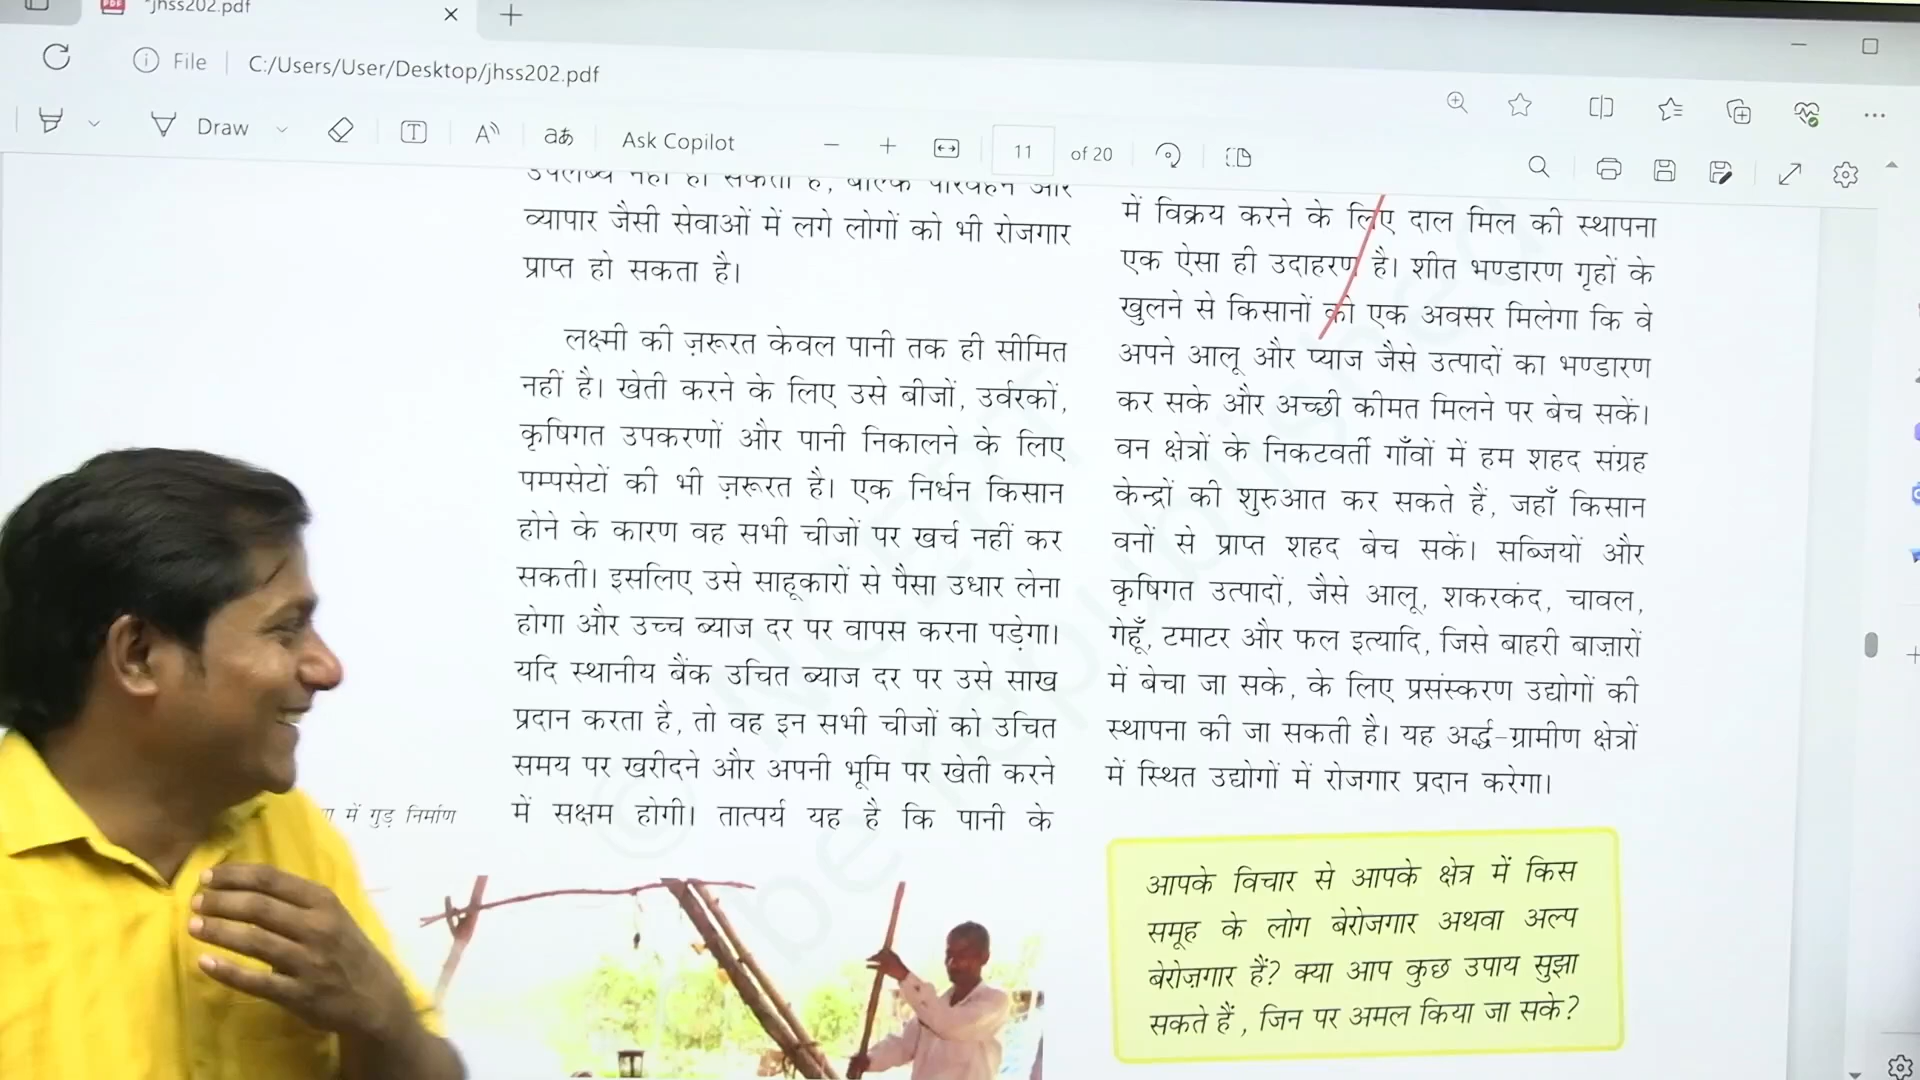 jhss202.pdf
File
C:/Users/User/Desktop/jhss202.pdf
Draw
aあ
Ask Copilot
11
of 20
व्यापार जैसी सेवाओं में लगे लोगों को भी रोजगार
प्राप्त हो सकता है।
लक्ष्मी की ज़रूरत केवल पानी तक ही सीमित
नहीं है। खेती करने के लिए उसे बीजों, उर्वरकों,
कृषिगत उपकरणों और पानी निकालने के लिए
पम्पसेटों की भी ज़रूरत है। एक निर्धन किसान
होने के कारण वह सभी चीजों पर खर्च नहीं कर
सकती। इसलिए उसे साहूकारों से पैसा उधार लेना
होगा और उच्च ब्याज दर पर वापस करना पड़ेगा।
यदि स्थानीय बैंक उचित ब्याज दर पर उसे साख
प्रदान करता है, तो वह इन सभी चीजों को उचित
समय पर खरीदने और अपनी भूमि पर खेती करने
में सक्षम होगी। तात्पर्य यह है कि पानी के
में गुड़ निर्माण
में विक्रय करने के लिए दाल मिल की स्थापना
एक ऐसा ही उदाहरण है। शीत भण्डारण गृहों के
खुलने से किसानों को एक अवसर मिलेगा कि वे
अपने आलू और प्याज जैसे उत्पादों का भण्डारण
कर सके और अच्छी कीमत मिलने पर बेच सकें।
वन क्षेत्रों के निकटवर्ती गाँवों में हम शहद संग्रह
केन्द्रों की शुरुआत कर सकते हैं, जहाँ किसान
वनों से प्राप्त शहद बेच सकें। सब्जियों और
कृषिगत उत्पादों, जैसे आलू, शकरकंद, चावल,
गेहूँ, टमाटर और फल इत्यादि, जिसे बाहरी बाज़ारों
में बेचा जा सके, के लिए प्रसंस्करण उद्योगों की
स्थापना की जा सकती है। यह अर्द्ध-ग्रामीण क्षेत्रों
में स्थित उद्योगों में रोजगार प्रदान करेगा।
आपके विचार से आपके क्षेत्र में किस
समूह के लोग बेरोजगार अथवा अल्प
बेरोज़गार हैं? क्या आप कुछ उपाय सुझा
सकते हैं, जिन पर अमल किया जा सके?